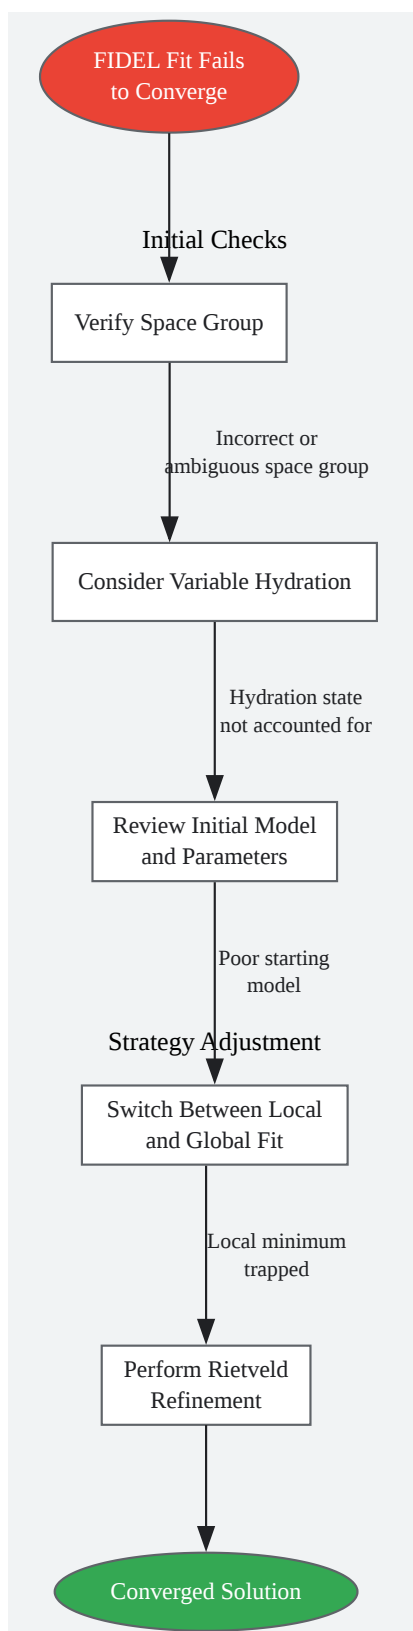 FIDEL Fit Fails
to Converge
Initial Checks
Verify Space Group
Incorrect or
ambiguous space group
Consider Variable Hydration
Hydration state
not accounted for
Review Initial Model
and Parameters
Poor starting
model
Strategy Adjustment
Switch Between Local
and Global Fit
Local minimum
trapped
Perform Rietveld
Refinement
Converged Solution